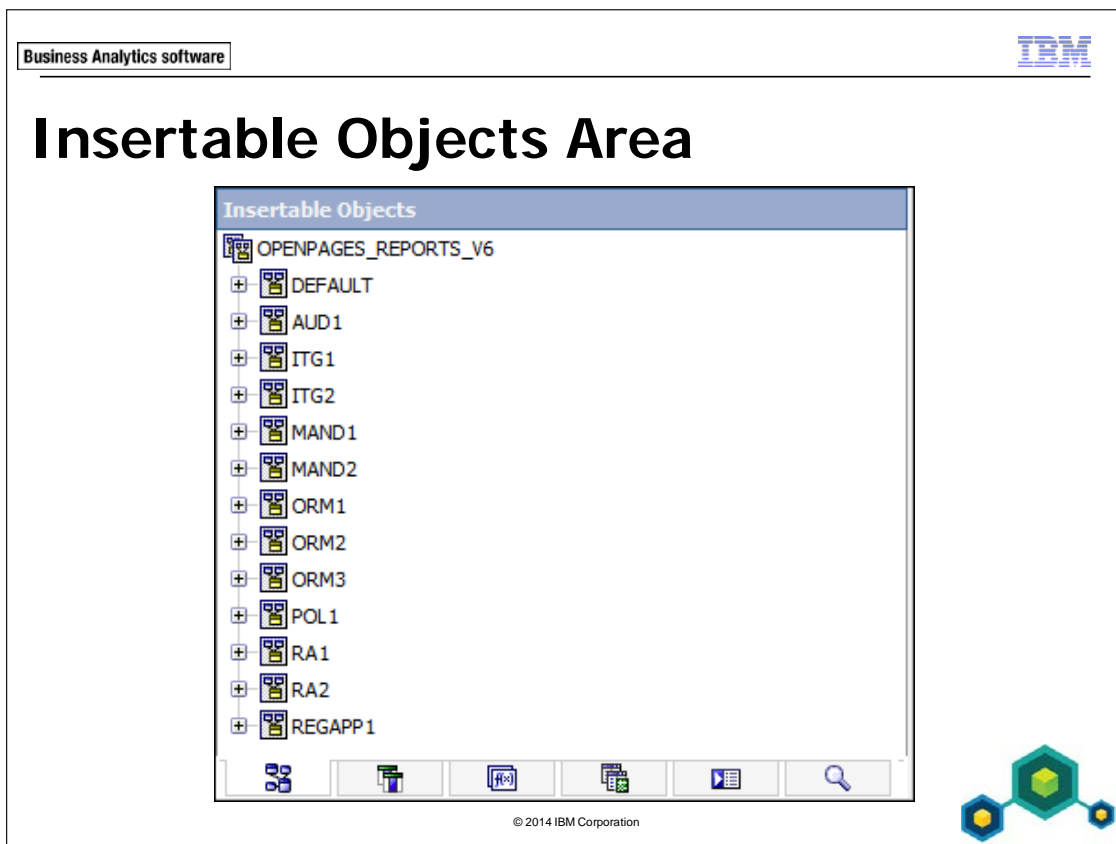 Business Analytics software
IBM
Insertable Objects Area
Insertable Objects
OPENPAGES_REPORTS_V6
DEFAULT
AUD1
ITG1
ITG2
MAND1
MAND2
ORM1
ORM2
ORM3
POL1
RA1
RA2
REGAPP1
f(x)
© 2014 IBM Corporation